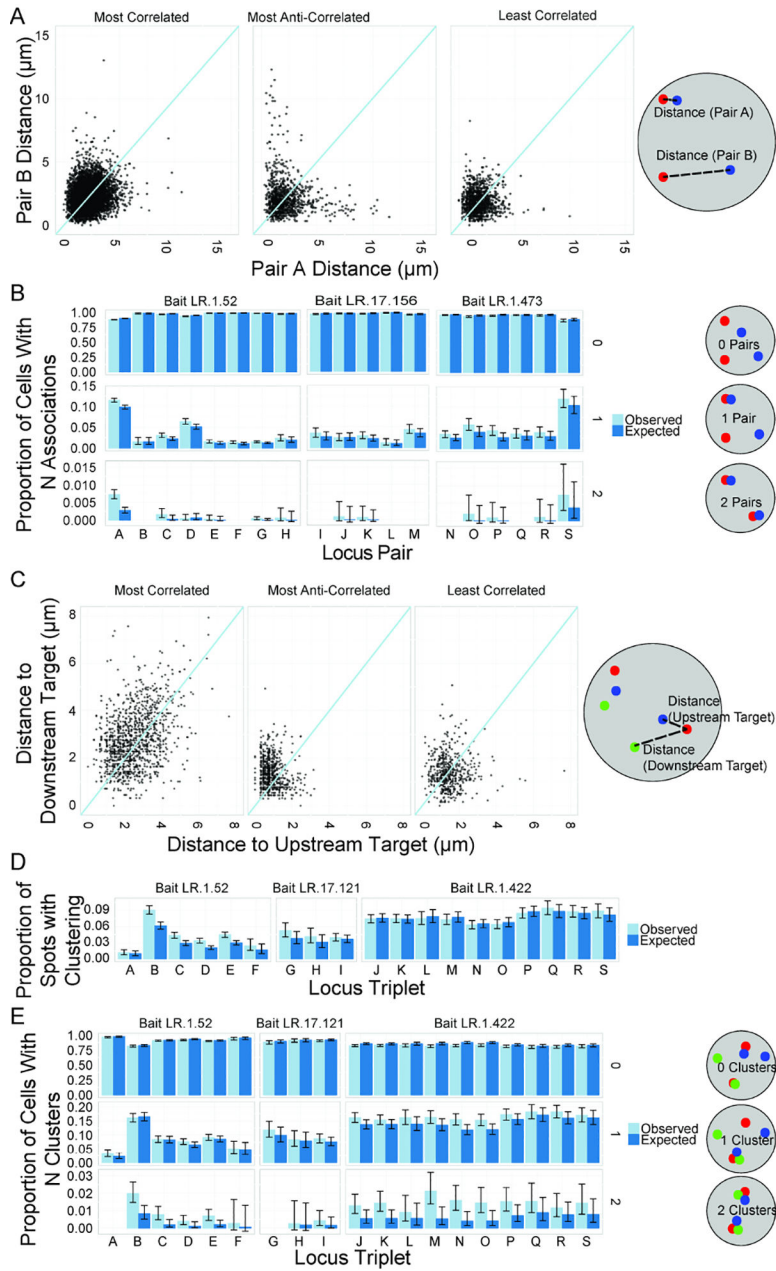 A
Most Correlated
Most Anti-Correlated
Least Correlated
Pair B Distance (µm)
15
10
5
0
0 5 10 15
0 5 10 15
0 5 10 15
Pair A Distance (µm)
Distance (Pair A)
Distance (Pair B)
B
Bait LR.1.52
Bait LR.17.156
Bait LR.1.473
Proportion of Cells With
N Associations
1.00
0.75
0.50
0.25
0.00
0
0.15
0.10
0.05
0.00
1
0.015
0.010
0.005
0.000
2
A B C D E F G H
I J K L M
N O P Q R S
Locus Pair
Observed
Expected
0 Pairs
1 Pair
2 Pairs
C
Most Correlated
Most Anti-Correlated
Least Correlated
Distance to
Downstream Target (µm)
8
6
4
2
0
0 2 4 6 8
0 2 4 6 8
0 2 4 6 8
Distance to Upstream Target (µm)
Distance
(Upstream Target)
Distance
(Downstream Target)
D
Bait LR.1.52
Bait LR.17.121
Bait LR.1.422
Proportion of
Spots with
Clustering
0.09
0.06
0.03
0.00
A B C D E F
G H I
J K L M N O P Q R S
Locus Triplet
Observed
Expected
E
Bait LR.1.52
Bait LR.17.121
Bait LR.1.422
Proportion of Cells With
N Clusters
1.00
0.75
0.50
0.25
0.00
0
0.20
0.15
0.10
0.05
0.00
1
0.03
0.02
0.01
0.00
2
A B C D E F
G H I
J K L M N O P Q R S
Locus Triplet
Observed
Expected
0 Clusters
1 Cluster
2 Clusters